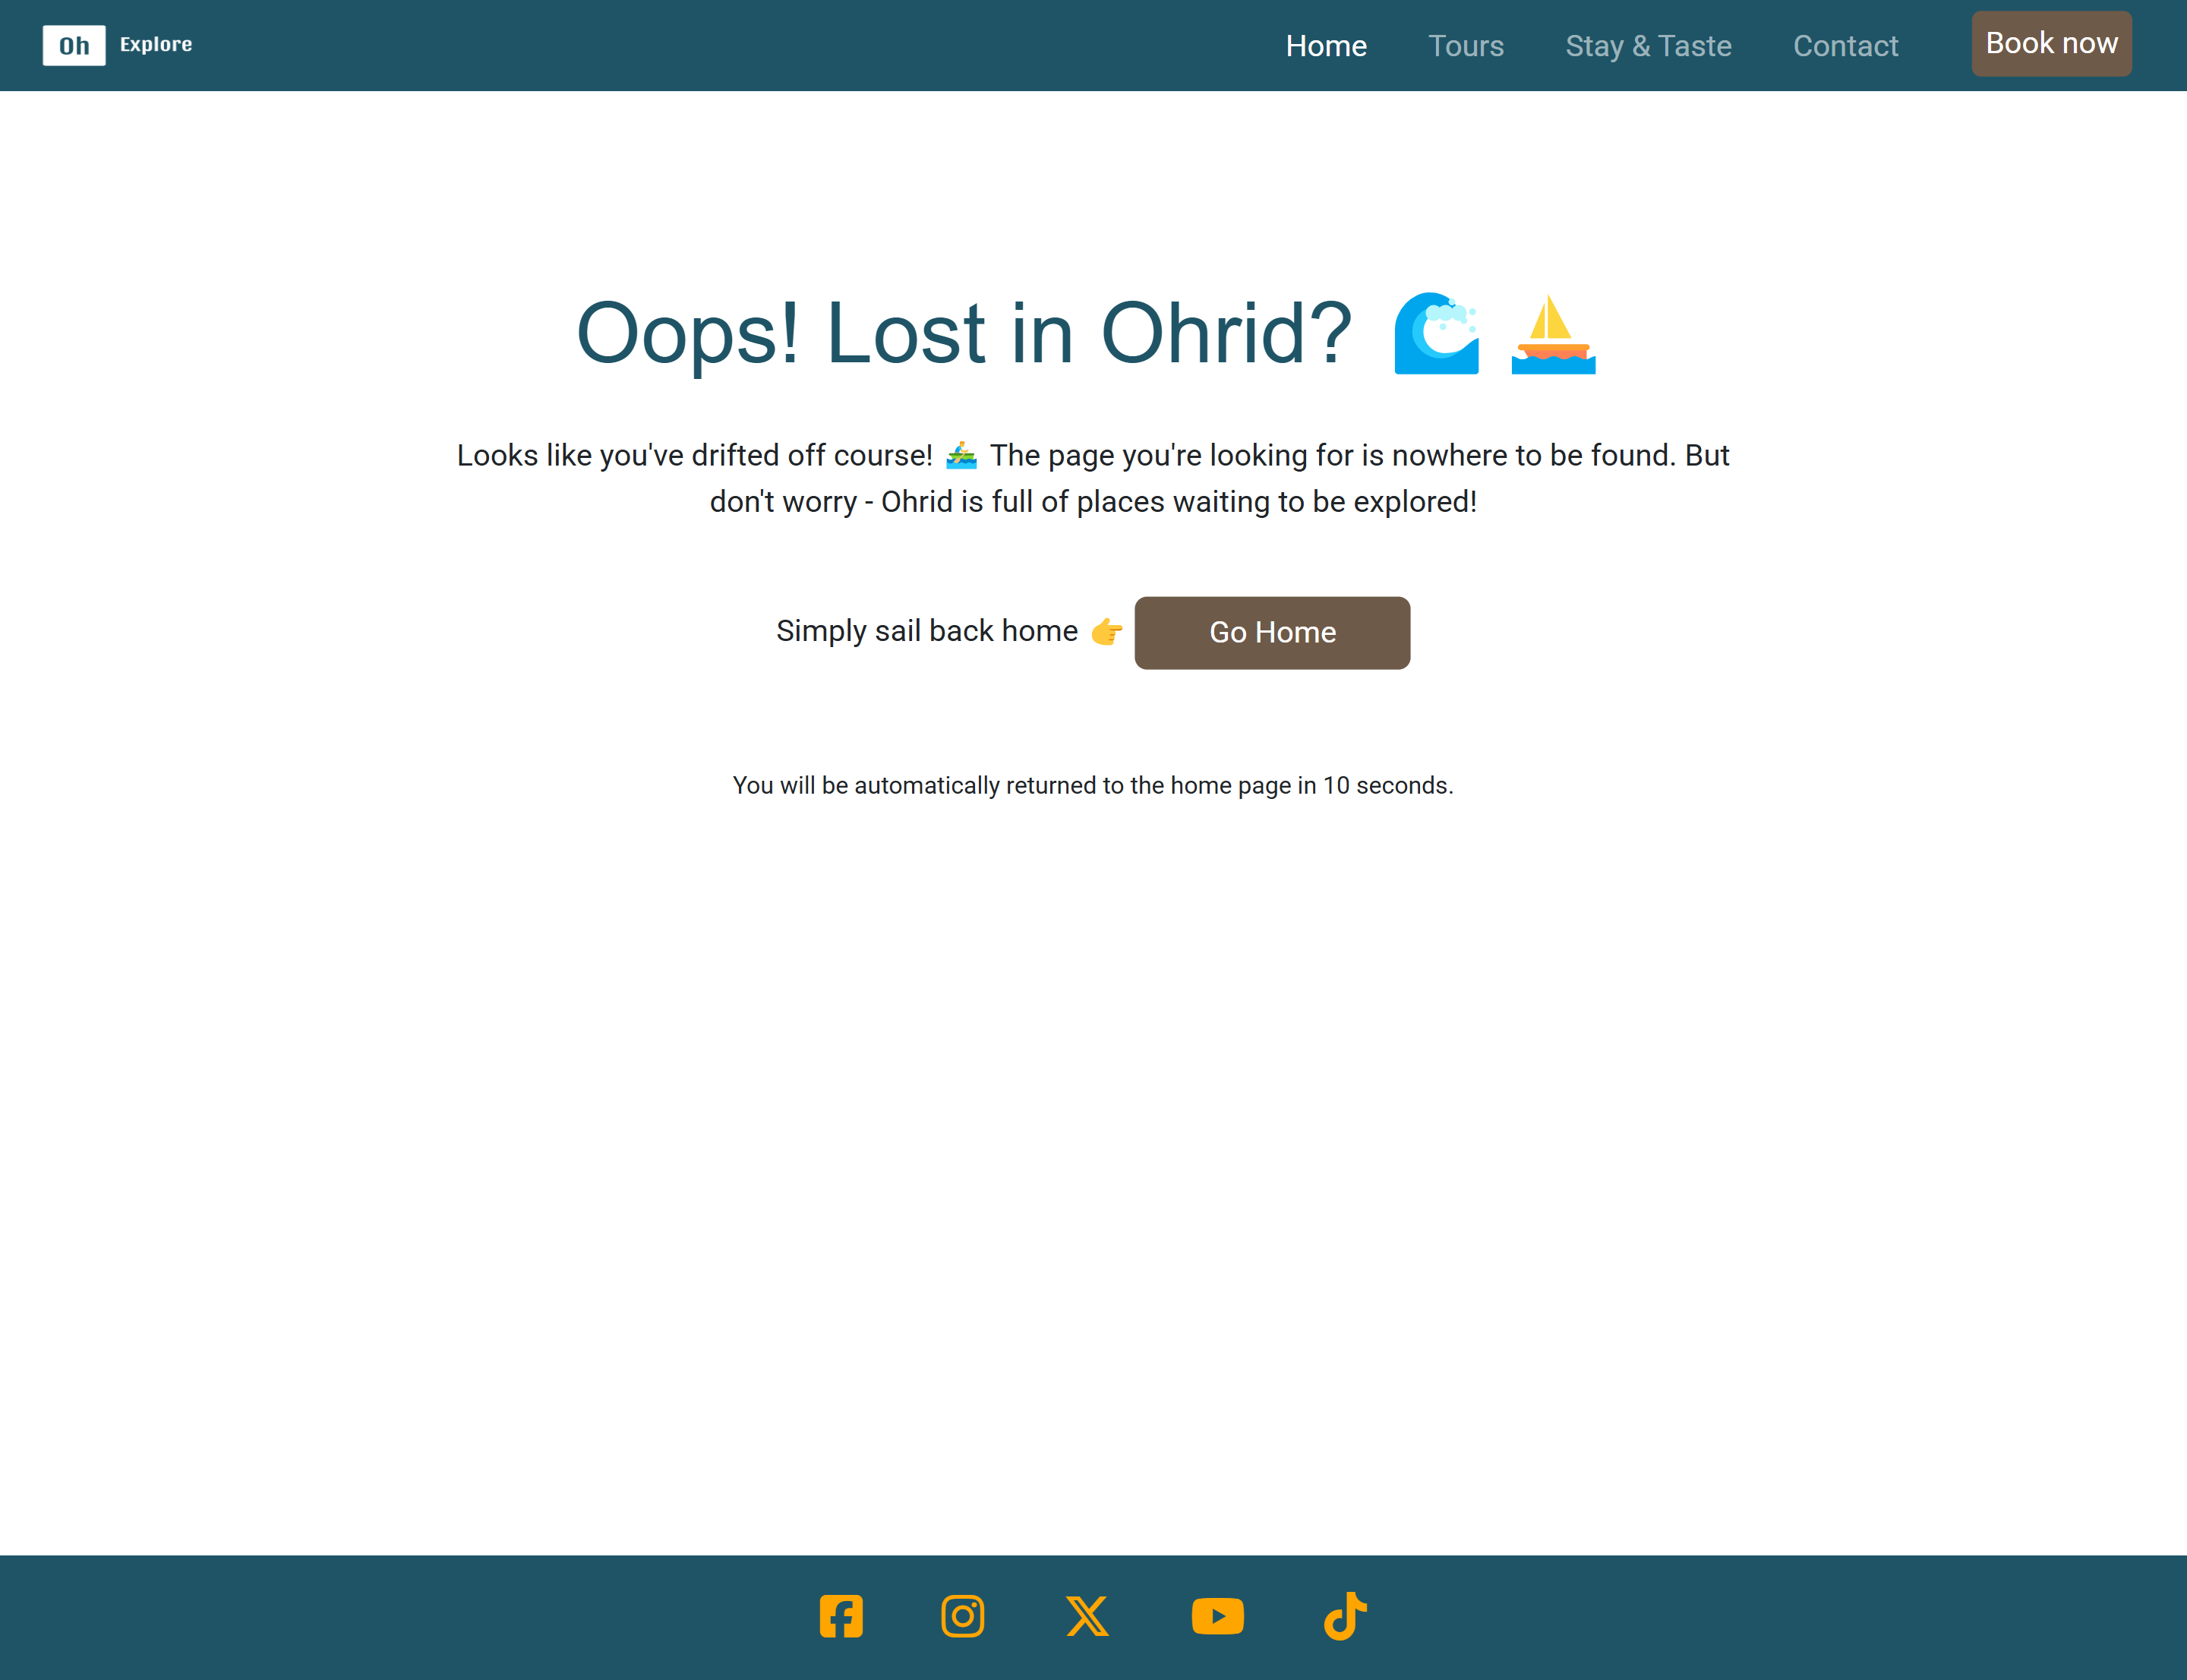 Oh Explore
Home Tours Stay & Taste Contact Book now
Oops! Lost in Ohrid? 🌊 ⛵
Looks like you've drifted off course! 🚣 The page you're looking for is nowhere to be found. But
don't worry - Ohrid is full of places waiting to be explored!
Simply sail back home 👉 Go Home
You will be automatically returned to the home page in 10 seconds.